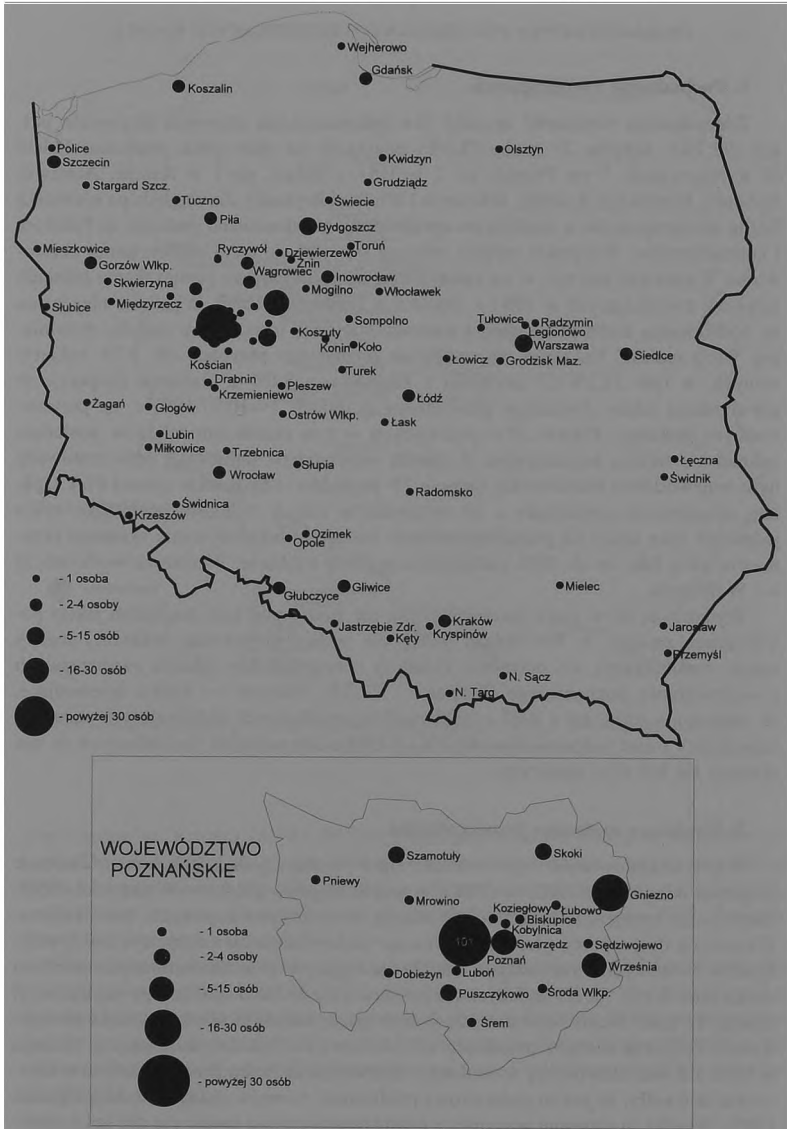 Wejherowo
Gdańsk
Koszalin
Police
Szczecin
Kwidzyn
Olsztyn
Stargard Szcz.
Grudziądz
Tuczno
Świecie
Piła
Bydgoszcz
Mieszkowice
Ryczywół
Dziewierzewo
Toruń
Gorzów Wlkp.
Żnin
Wągrowiec
Inowrocław
Skwierzyna
Mogilno
Włocławek
Słubice
Międzyrzecz
Sompolno
Tułowice
Radzymin
Koszuty
Legionowo
Konin
Koło
Warszawa
Kościan
Łowicz
Grodzisk Maz.
Siedlce
Turek
Drabnin
Krzemieniewo
Pleszew
Łódź
Żagań
Głogów
Ostrów Wlkp.
Łask
Lubin
Miłkowice
Trzebnica
Słupia
Łęczna
Wrocław
Świdnik
Radomsko
Świdnica
Krzeszów
Ozimek
Opole
- 1 osoba
Głubczyce
Gliwice
Mielec
- 2-4 osoby
Jastrzębie Zdr.
Kraków
Kryspinów
Jarosław
- 5-15 osób
Kęty
Przemyśl
- 16-30 osób
N. Sącz
N. Targ
- powyżej 30 osób
WOJEWÓDZTWO
POZNAŃSKIE
Szamotuły
Skoki
Pniewy
Gniezno
Mrowino
Koziegłowy
Łubowo
Biskupice
- 1 osoba
Kobylnica
101
Swarzędz
Sędziwojewo
- 2-4 osoby
Poznań
Września
Dobieżyn
Luboń
- 5-15 osób
Puszczykowo
Środa Wlkp.
- 16-30 osób
Śrem
- powyżej 30 osób